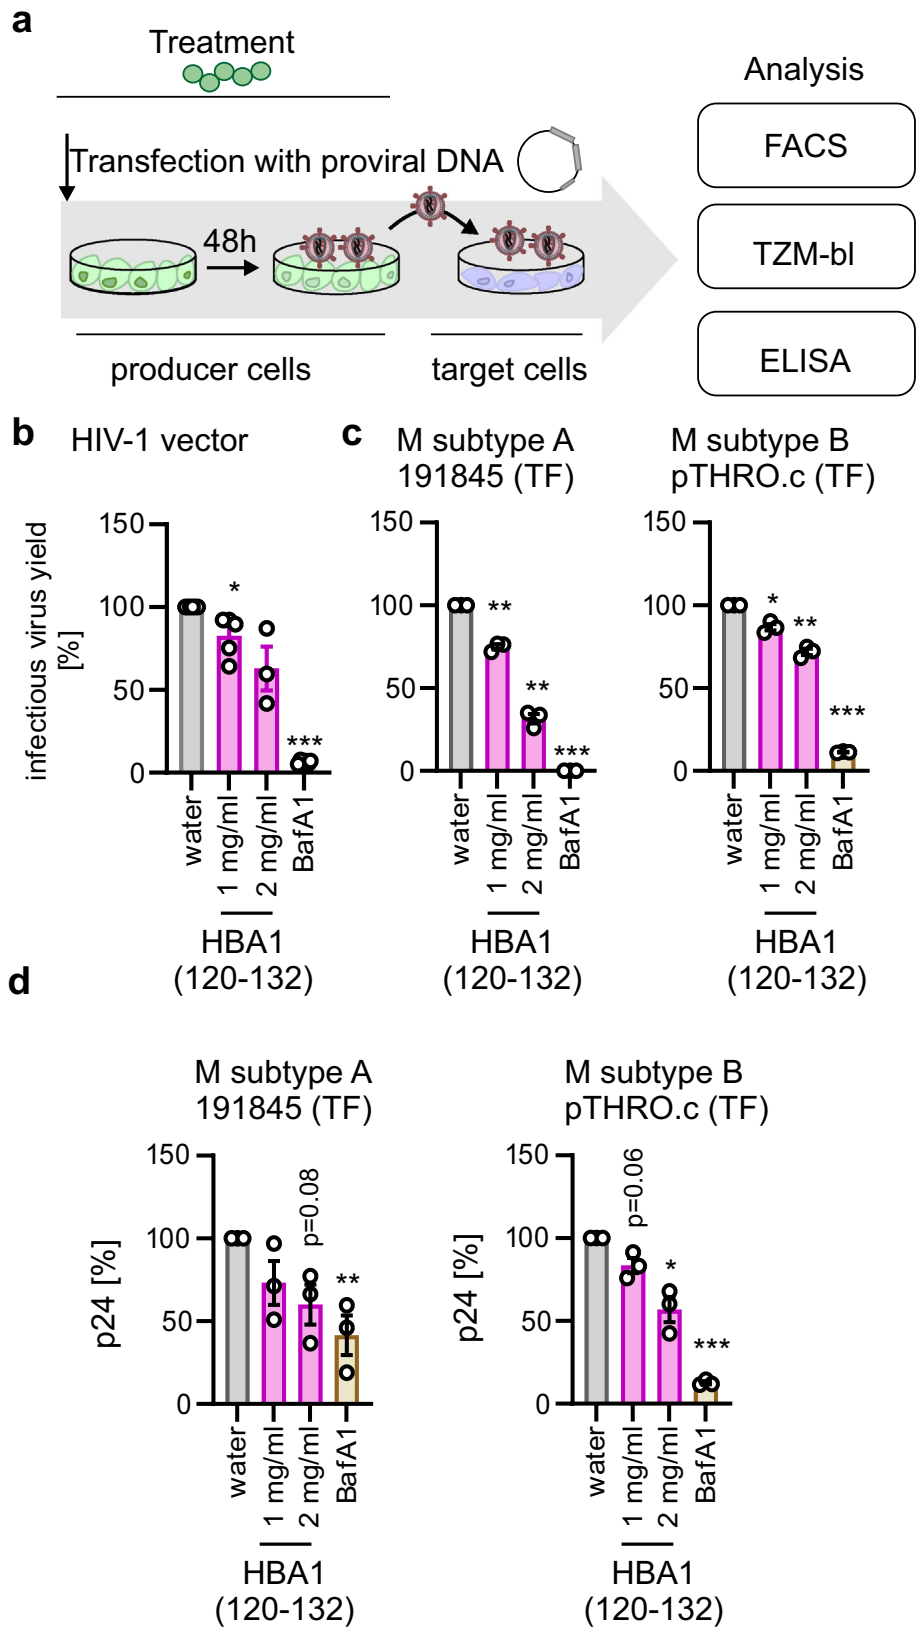 a
Treatment
Analysis
Transfection with proviral DNA
FACS
48h
TZM-bl
producer cells
target cells
ELISA
b
HIV-1 vector
infectious virus yield
[%]
150
100
50
0
*
***
water
1 mg/ml
2 mg/ml
BafA1
HBA1
(120-132)
c
M subtype A
191845 (TF)
150
100
50
0
**
**
***
water
1 mg/ml
2 mg/ml
BafA1
HBA1
(120-132)
M subtype B
pTHRO.c (TF)
150
100
50
0
*
**
***
water
1 mg/ml
2 mg/ml
BafA1
HBA1
(120-132)
d
M subtype A
191845 (TF)
p24 [%]
150
100
50
0
p=0.08
**
water
1 mg/ml
2 mg/ml
BafA1
HBA1
(120-132)
M subtype B
pTHRO.c (TF)
p24 [%]
150
100
50
0
p=0.06
*
***
water
1 mg/ml
2 mg/ml
BafA1
HBA1
(120-132)